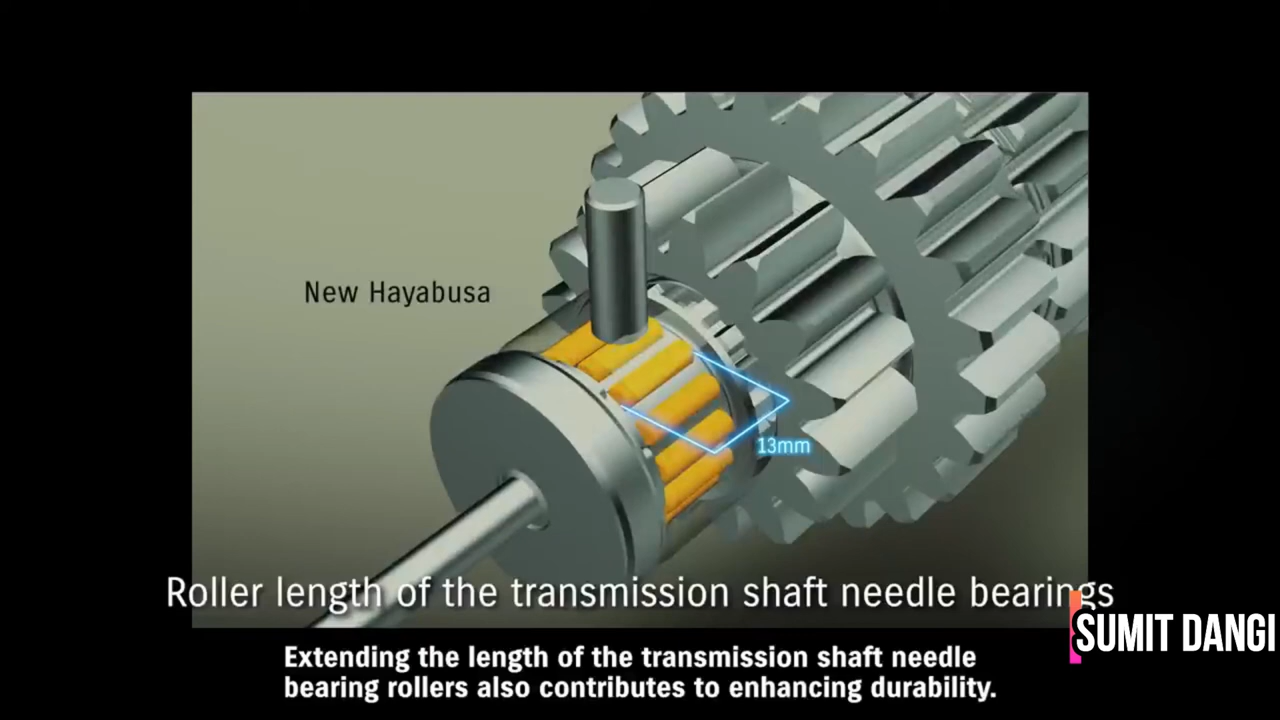 New Hayabusa
13mm
Roller length of the transmission shaft needle bearings
SUMIT DANGI
Extending the length of the transmission shaft needle
bearing rollers also contributes to enhancing durability.